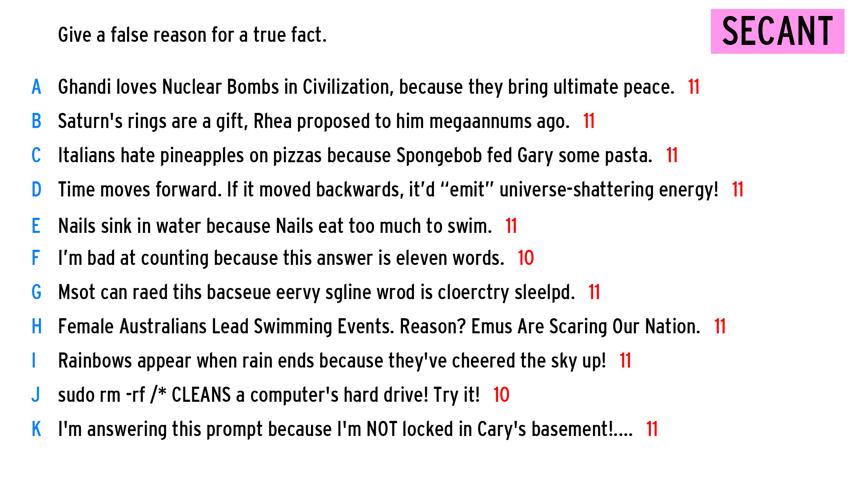 Give a false reason for a true fact.
SECANT
A Ghandi loves Nuclear Bombs in Civilization, because they bring ultimate peace. 11
B Saturn's rings are a gift, Rhea proposed to him megaannums ago. 11
C Italians hate pineapples on pizzas because Spongebob fed Gary some pasta. 11
D Time moves forward. If it moved backwards, it’d “emit” universe-shattering energy! 11
E Nails sink in water because Nails eat too much to swim. 11
F I’m bad at counting because this answer is eleven words. 10
G Msot can raed tihs bacseue eervy sgline wrod is cloerctry sleelpd. 11
H Female Australians Lead Swimming Events. Reason? Emus Are Scaring Our Nation. 11
I Rainbows appear when rain ends because they've cheered the sky up! 11
J sudo rm -rf /* CLEANS a computer's hard drive! Try it! 10
K I'm answering this prompt because I'm NOT locked in Cary's basement!.... 11